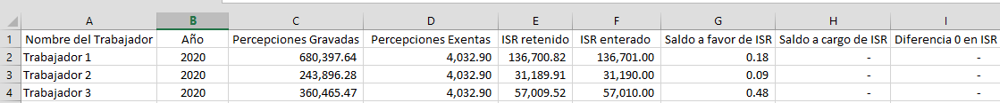 A B C D E F G H I
1 Nombre del Trabajador Año Percepciones Gravadas Percepciones Exentas ISR retenido ISR enterado Saldo a favor de ISR Saldo a cargo de ISR Diferencia 0 en ISR
2 Trabajador 1 2020 680,397.64 4,032.90 136,700.82 136,701.00 0.18 - -
3 Trabajador 2 2020 243,896.28 4,032.90 31,189.91 31,190.00 0.09 - -
4 Trabajador 3 2020 360,465.47 4,032.90 57,009.52 57,010.00 0.48 - -